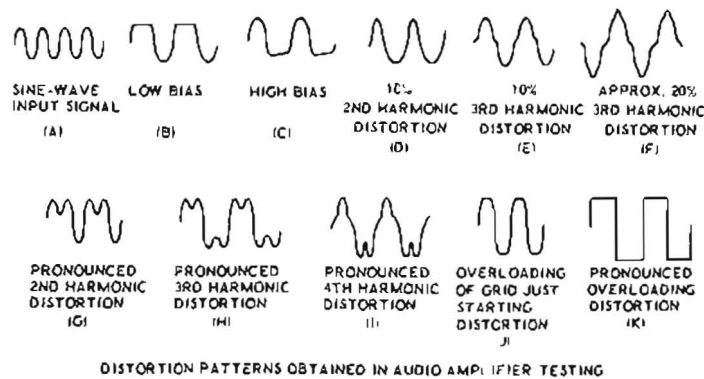 SINE-WAVE
INPUT SIGNAL
(A)
LOW BIAS
(B)
HIGH BIAS
(C)
10%
2ND HARMONIC
DISTORTION
(D)
10%
3RD HARMONIC
DISTORTION
(E)
APPROX. 20%
3RD HARMONIC
DISTORTION
(F)
PRONOUNCED
2ND HARMONIC
DISTORTION
(G)
PRONOUNCED
3RD HARMONIC
DISTORTION
(H)
PRONOUNCED
4TH HARMONIC
DISTORTION
(I)
OVERLOADING
OF GRID JUST
STARTING
DISTORTION
J)
PRONOUNCED
OVERLOADING
DISTORTION
(K)
DISTORTION PATTERNS OBTAINED IN AUDIO AMPLIFIER TESTING